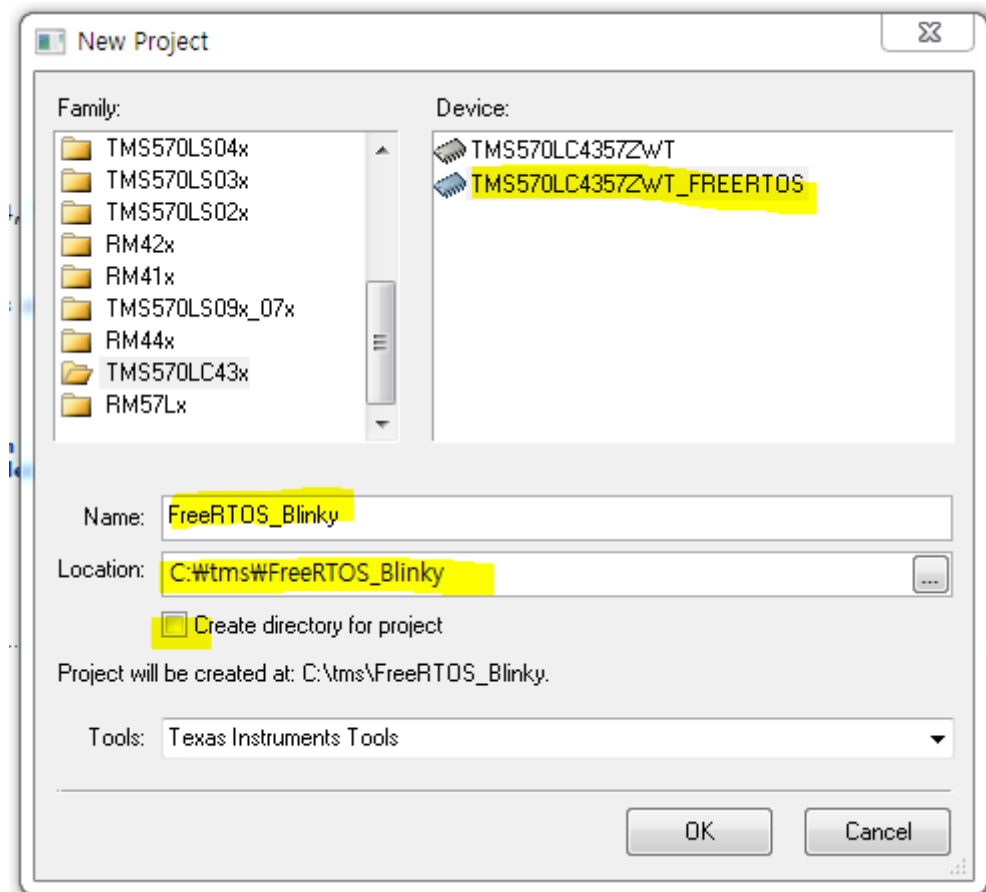 New Project
Family:
Device:
TMS570LS04x
TMS570LS03x
TMS570LS02x
RM42x
RM41x
TMS570LS09x_07x
RM44x
TMS570LC43x
RM57Lx
TMS570LC4357ZWT
TMS570LC4357ZWT_FREERTOS
Name: FreeRTOS_Blinky
Location: C:₩tms₩FreeRTOS_Blinky
...
Create directory for project
Project will be created at: C:\tms\FreeRTOS_Blinky.
Tools: Texas Instruments Tools
OK Cancel